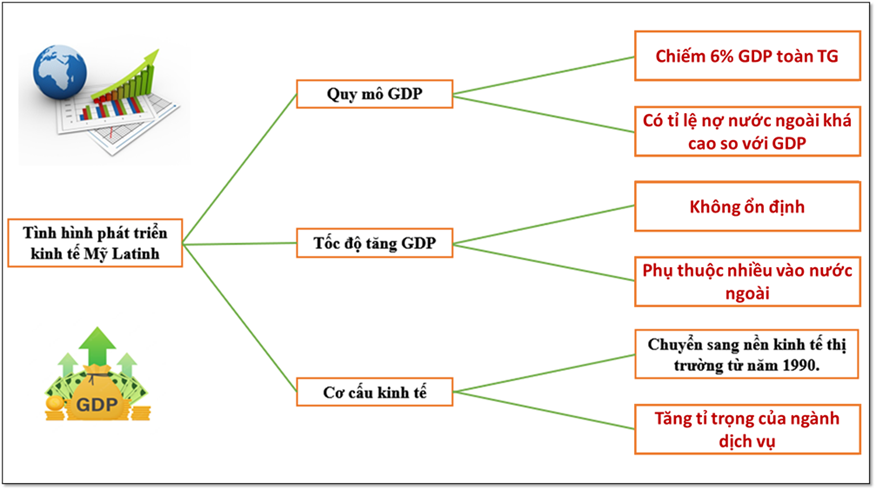 Tình hình phát triển
kinh tế Mỹ Latinh
Quy mô GDP
Chiếm 6% GDP toàn TG
Có tỉ lệ nợ nước ngoài khá
cao so với GDP
Tốc độ tăng GDP
Không ổn định
Phụ thuộc nhiều vào nước
ngoài
Cơ cấu kinh tế
Chuyển sang nền kinh tế thị
trường từ năm 1990.
Tăng tỉ trọng của ngành
dịch vụ
GDP